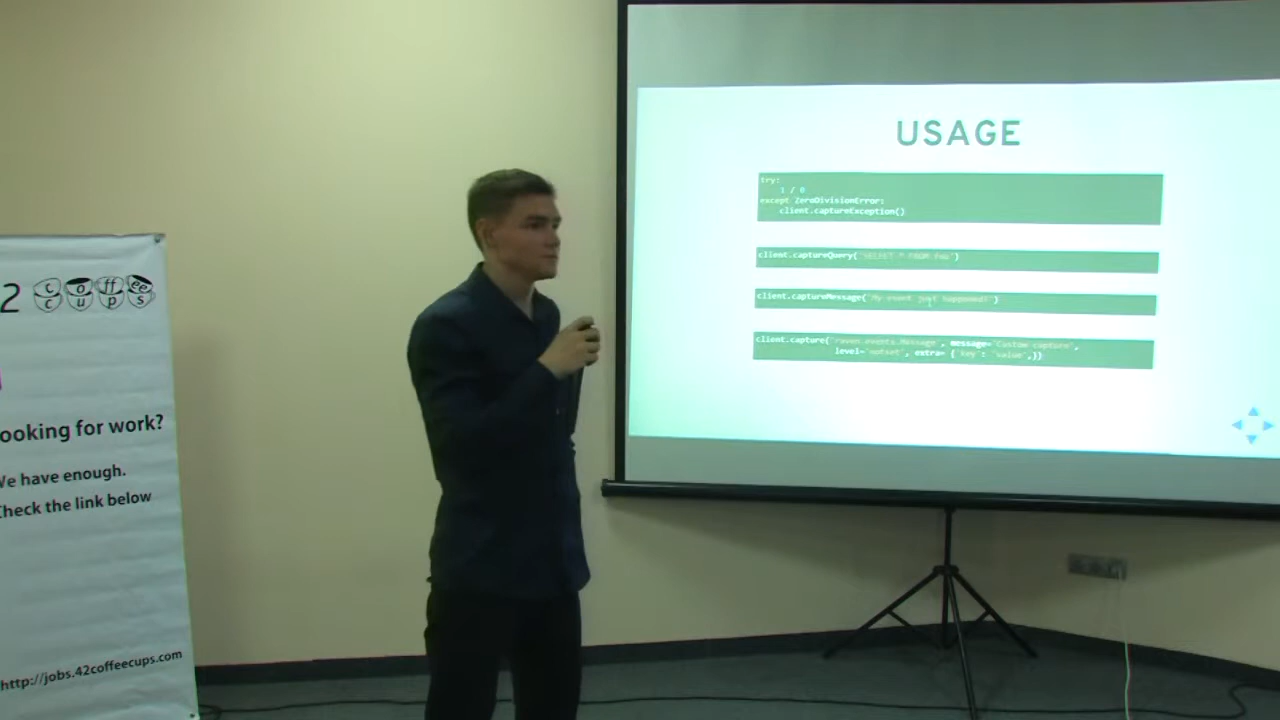 2 c o ff ee
c u p s
ooking for work?
We have enough.
Check the link below
http://jobs.42coffeecups.com
USAGE
try:
1 / 0
except ZeroDivisionError:
client.captureException()
client.captureQuery('SELECT * FROM foo')
client.captureMessage('My event just happened!')
client.capture('raven.events.Message', message='Custom capture',
level='notset', extra= { 'key': 'value',})